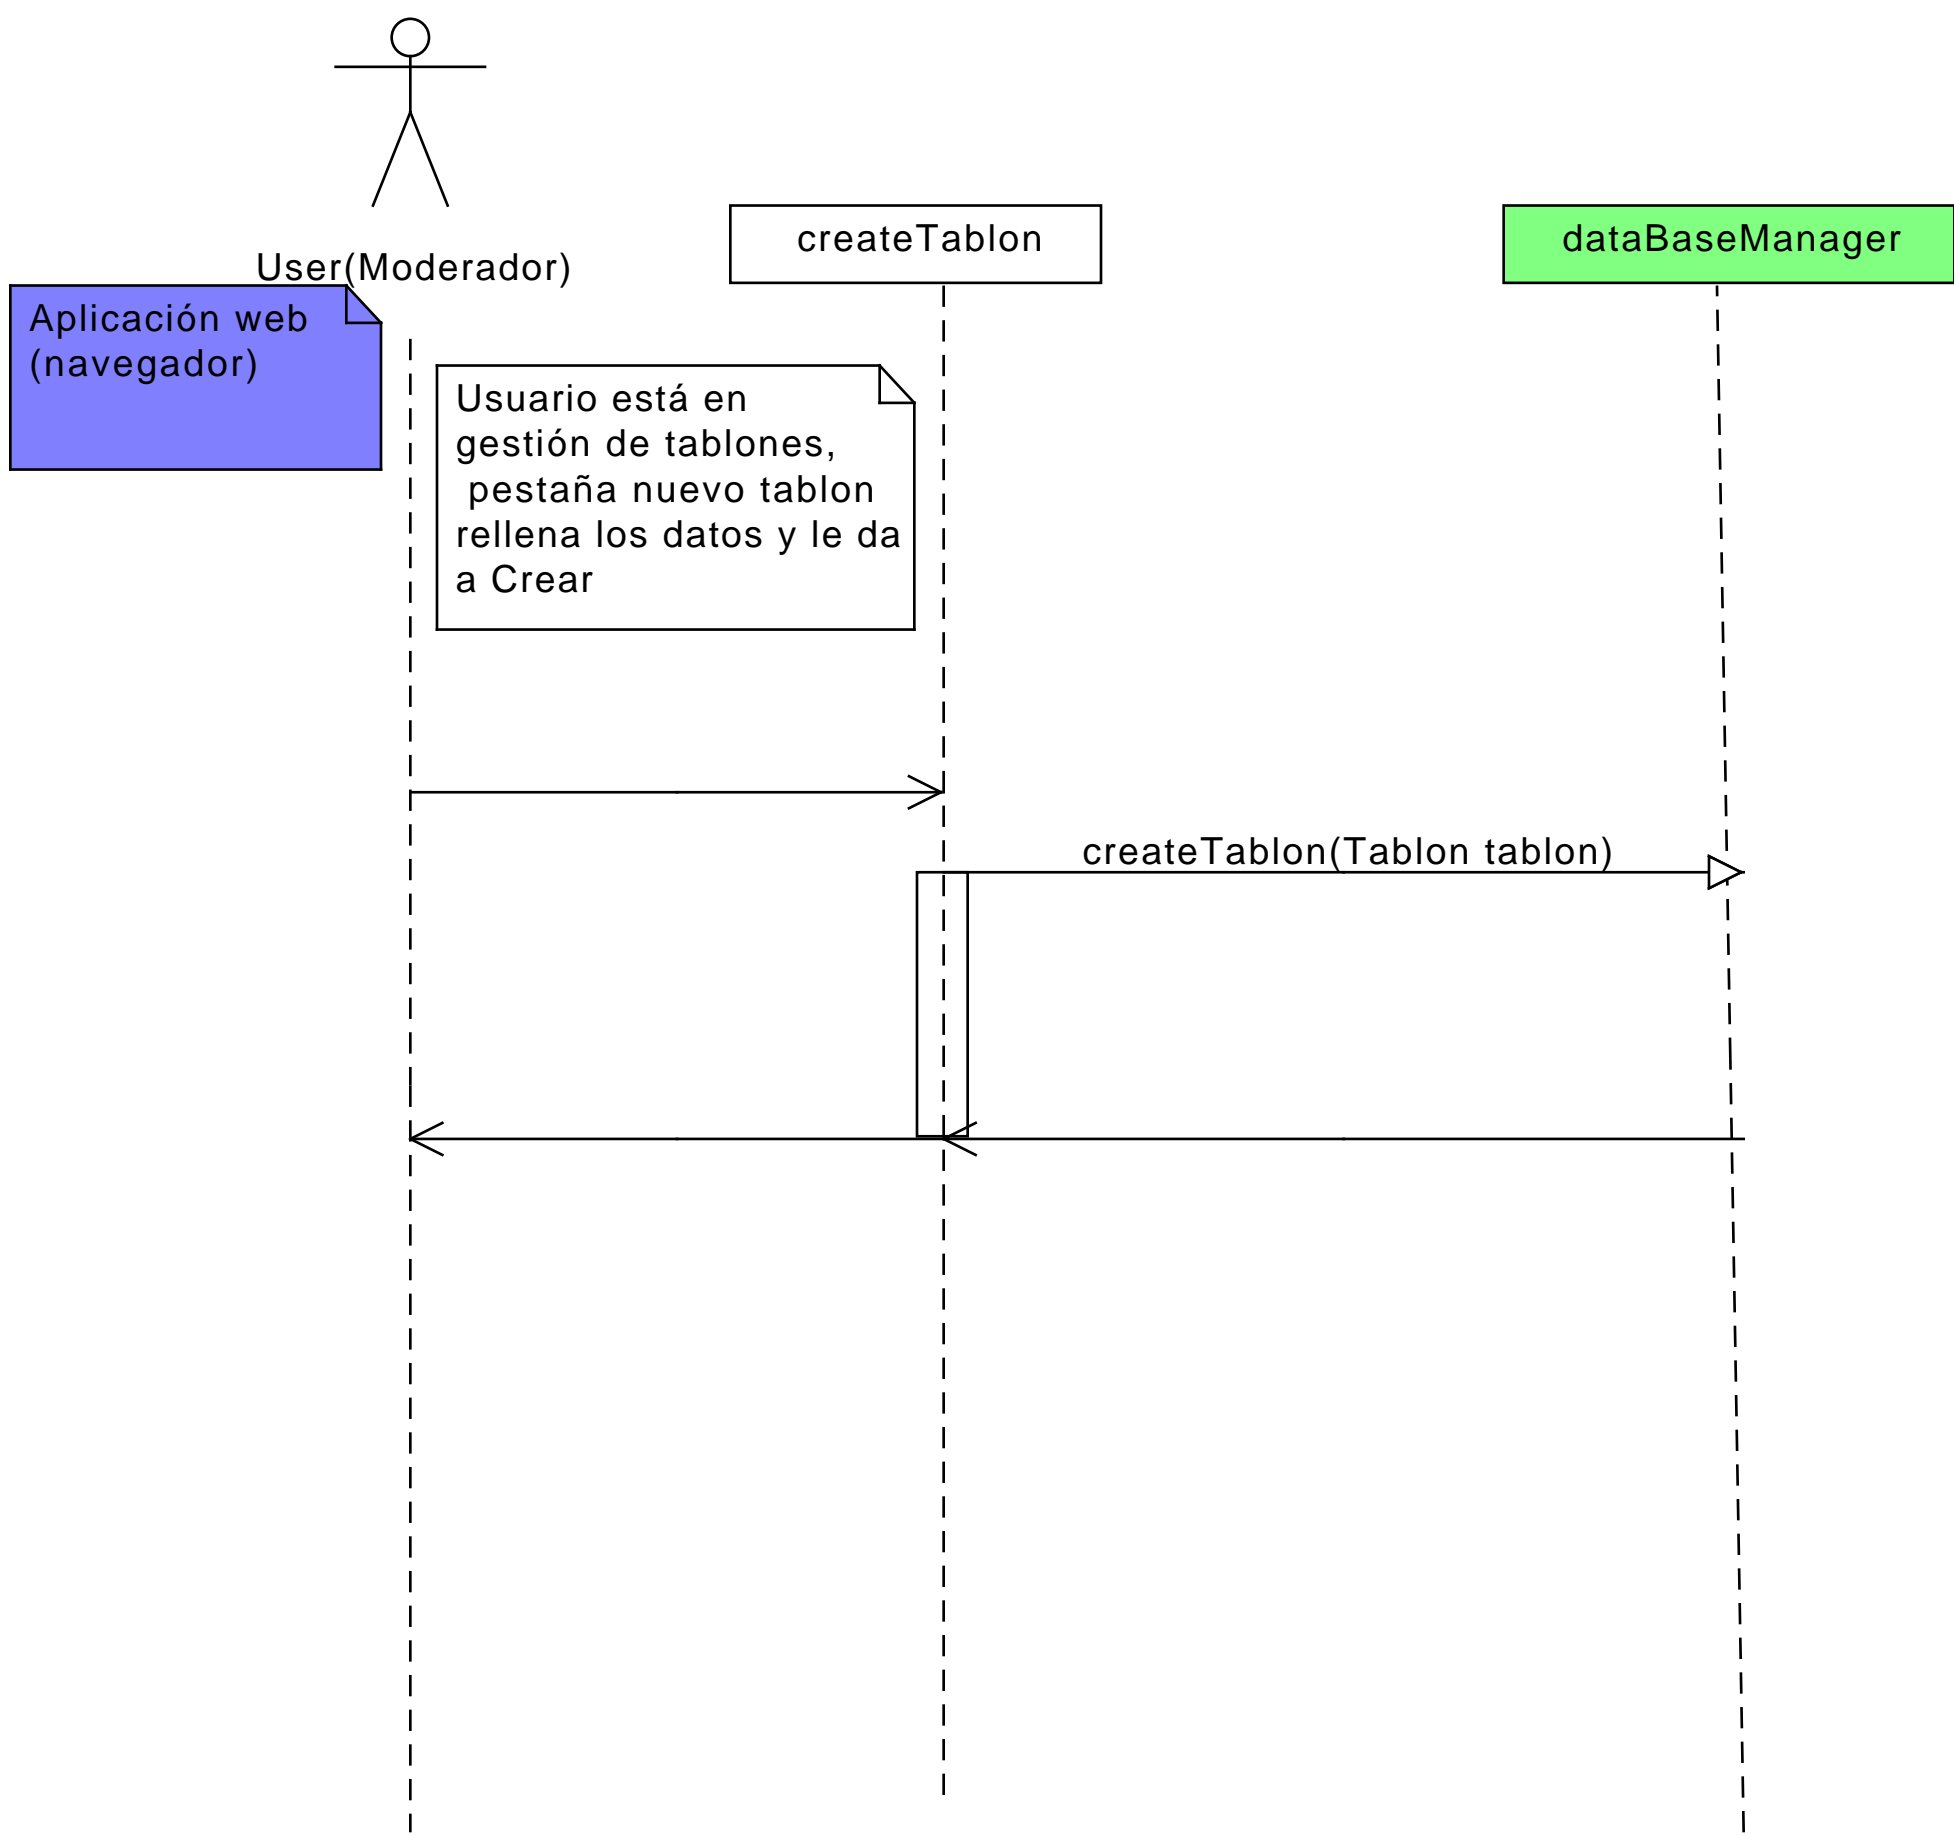 User(Moderador)
createTablon
dataBaseManager
Aplicación web
(navegador)
Usuario está en
gestión de tablones,
pestaña nuevo tablon
rellena los datos y le da
a Crear
createTablon(Tablon tablon)